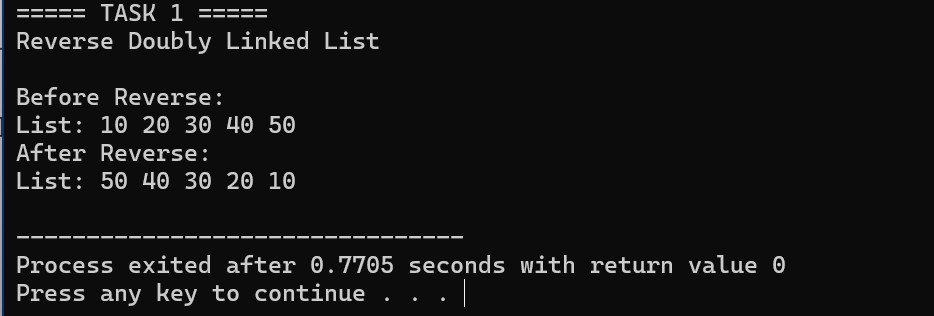 ===== TASK 1 =====
Reverse Doubly Linked List
Before Reverse:
List: 10 20 30 40 50
After Reverse:
List: 50 40 30 20 10
--------------------------------
Process exited after 0.7705 seconds with return value 0
Press any key to continue . . .